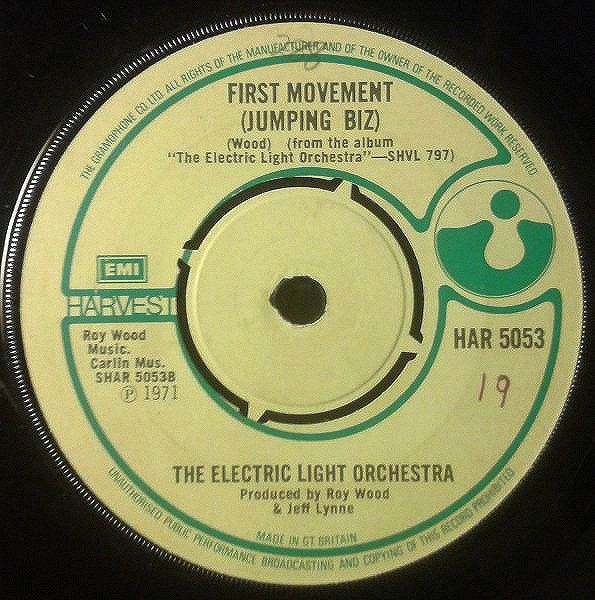 THE GRAMOPHONE CO. LTD. ALL RIGHTS OF THE MANUFACTURER AND OF THE OWNER OF THE RECORDED WORK RESERVED.
388
FIRST MOVEMENT
(JUMPING BIZ)
(Wood) (from the album
"The Electric Light Orchestra"—SHVL 797)
EMI
HARVEST
Roy Wood
Music.
Carlin Mus.
SHAR 5053B
Ⓟ 1971
HAR 5053
19
THE ELECTRIC LIGHT ORCHESTRA
Produced by Roy Wood
& Jeff Lynne
MADE IN GT. BRITAIN
UNAUTHORISED PUBLIC PERFORMANCE BROADCASTING AND COPYING OF THIS RECORD PROHIBITED